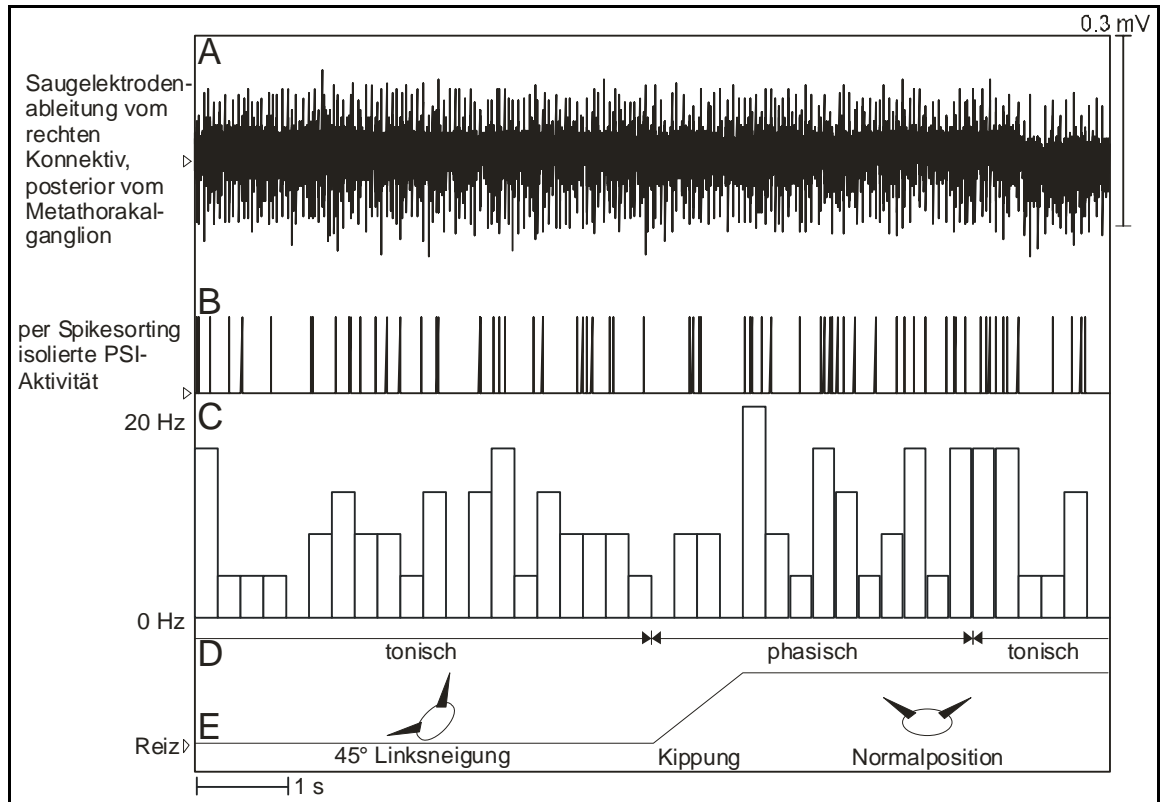 0.3 mV
A
Saugelektroden-
ableitung vom
rechten
Konnektiv,
posterior vom
Metathorakal-
ganglion
B
per Spikesorting
isolierte PSI-
Aktivität
C
20 Hz
0 Hz
D
tonisch
phasisch
tonisch
E
Reiz
45° Linksneigung
Kippung
Normalposition
1 s